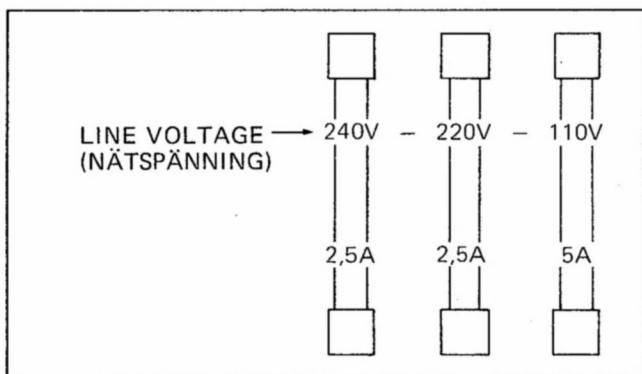 LINE VOLTAGE → 240V – 220V – 110V
(NÄTSPÄNNING)
2,5A 2,5A 5A